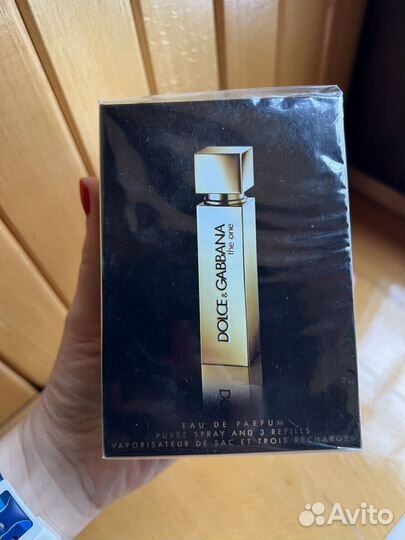 DOLCE & GABBANA
the one
EAU DE PARFUM
PURSE SPRAY AND 3 REFILLS
VAPORISATEUR DE SAC ET TROIS RECHARGES
Avito